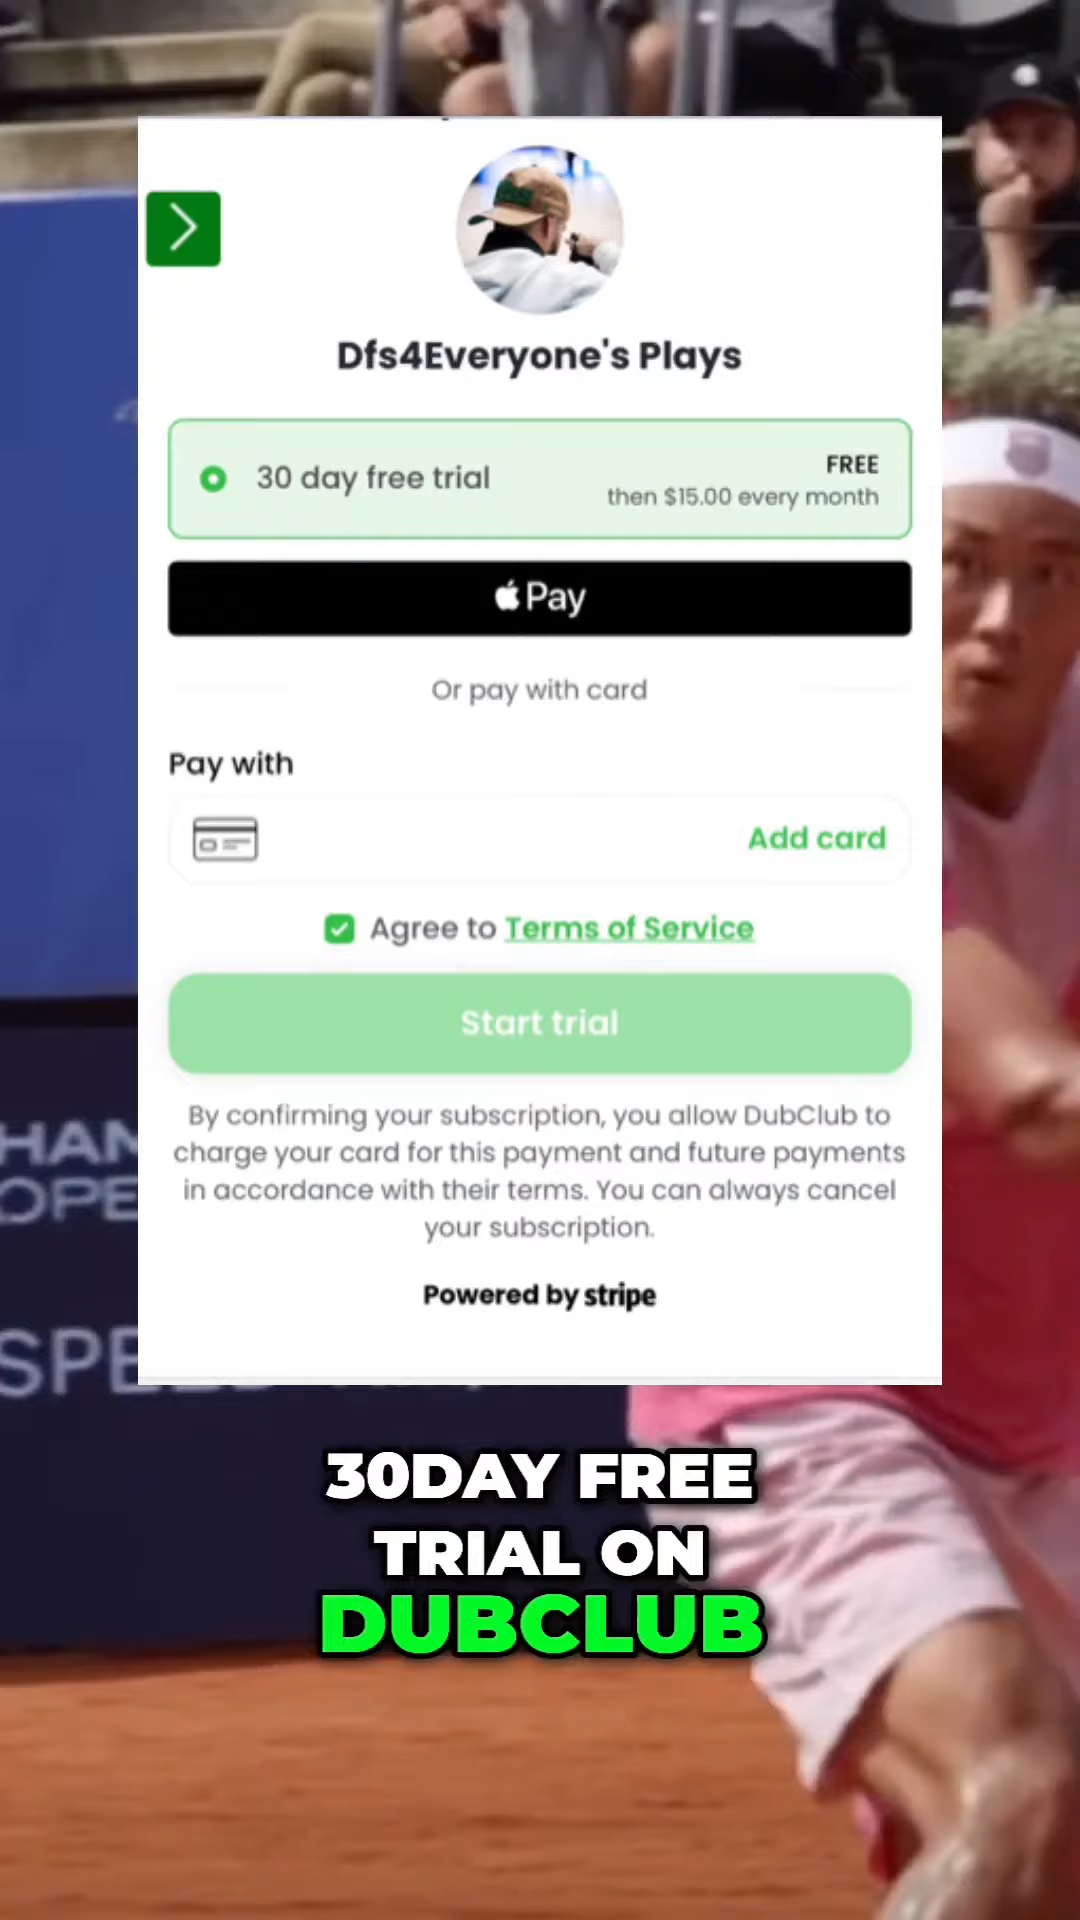 Dfs4Everyone's Plays
30 day free trial
FREE
then $15.00 every month
Pay
Or pay with card
Pay with
Add card
Agree to Terms of Service
Start trial
By confirming your subscription, you allow DubClub to
charge your card for this payment and future payments
in accordance with their terms. You can always cancel
your subscription.
Powered by stripe
HAM
OPE
SPE
30DAY FREE
TRIAL ON
DUBCLUB